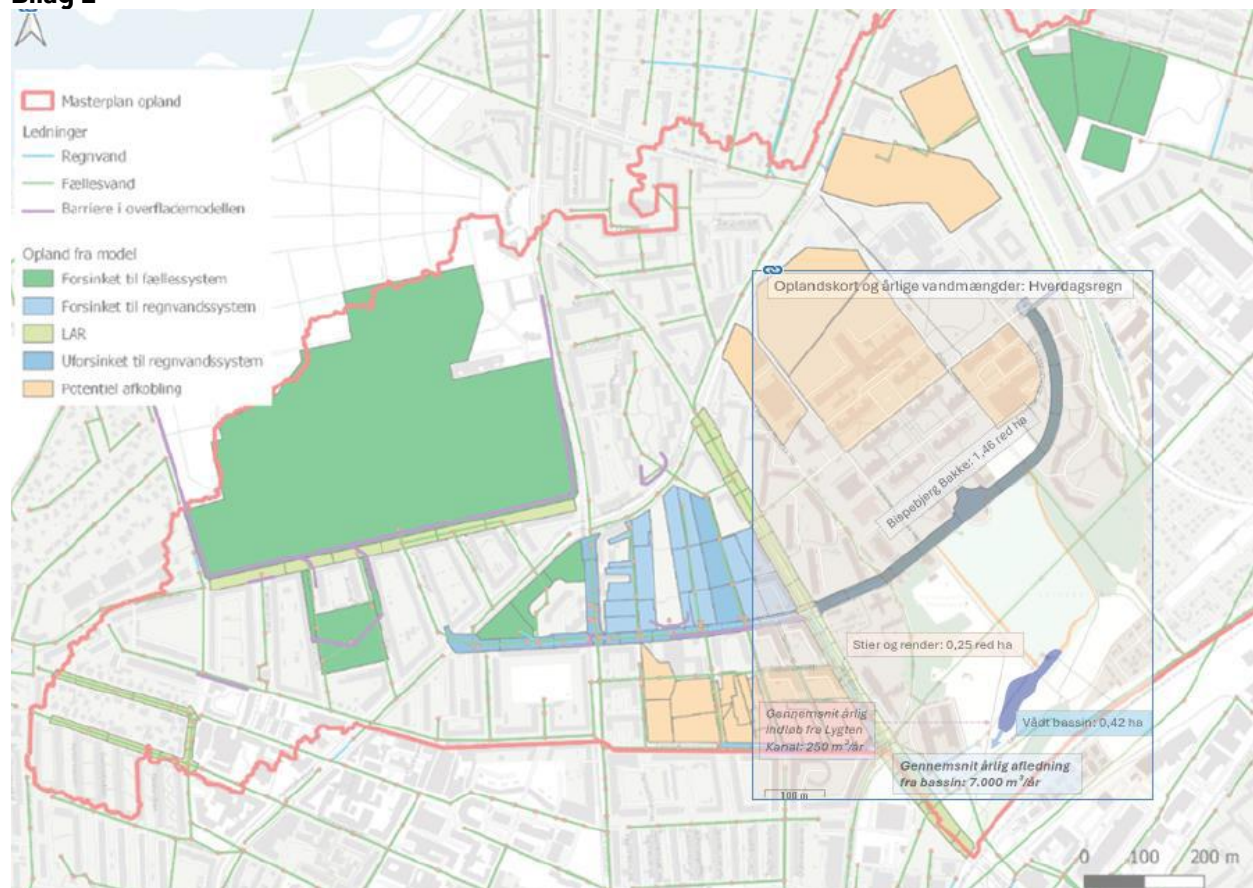 Bilag 2
Masterplan opland
Ledninger
Regnvand
Fællesvand
Barriere i overflademodellen
Opland fra model
Forsinket til fællessystem
Forsinket til regnvandssystem
LAR
Uforsinket til regnvandssystem
Potentiel afkobling
Oplandskort og årlige vandmængder: Hverdagsregn
Bispebjerg Bakke: 1,46 red ha
Stier og render: 0,25 red ha
Gennemsnit årlig
indløb fra Lygten
Kanal: 250 m³/år
Vådt bassin: 0,42 ha
Gennemsnit årlig afledning
fra bassin: 7.000 m³/år
100 m
0 100 200 m